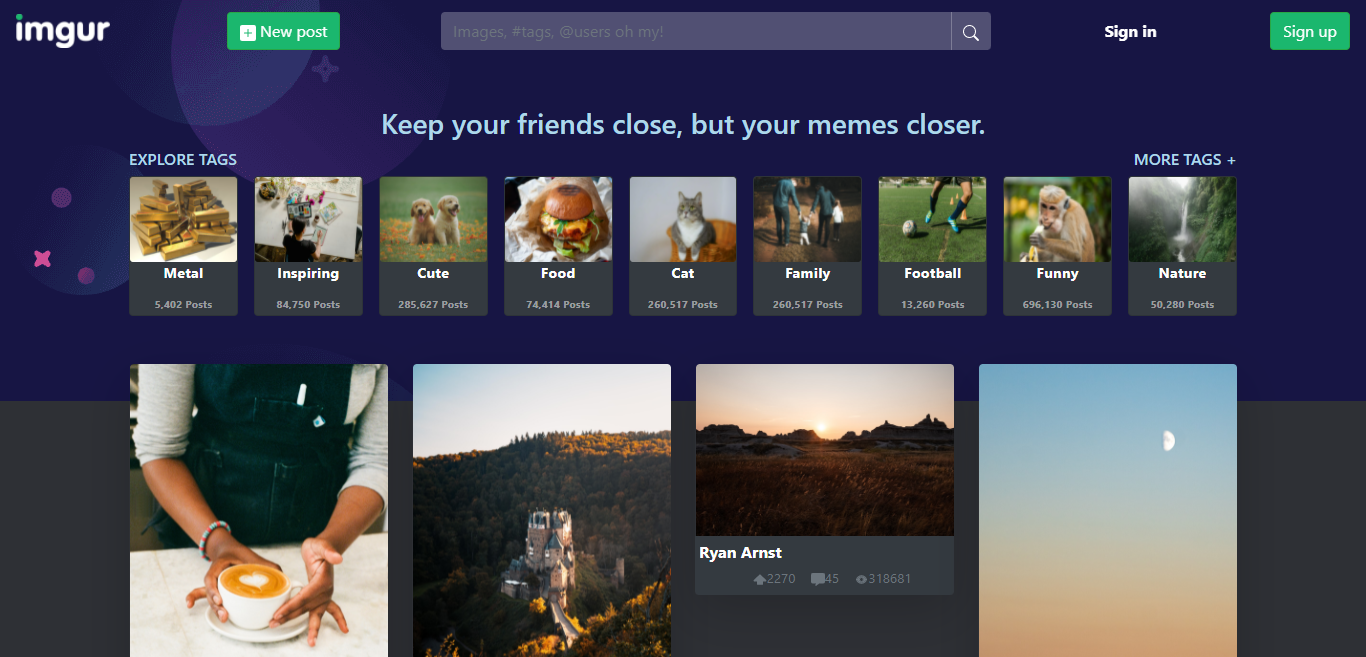 imgur
New post
Images, #tags, @users oh my!
Sign in
Sign up
Keep your friends close, but your memes closer.
EXPLORE TAGS
MORE TAGS +
Metal
5,402 Posts
Inspiring
84,750 Posts
Cute
285,627 Posts
Food
74,414 Posts
Cat
260,517 Posts
Family
260,517 Posts
Football
13,260 Posts
Funny
696,130 Posts
Nature
50,280 Posts
Ryan Arnst
2270 45 318681